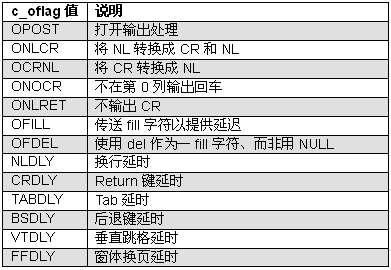 c_oflag 值 说明
OPOST 打开输出处理
ONLCR 将 NL 转换成 CR 和 NL
OCRNL 将 CR 转换成 NL
ONOCR 不在第 0 列输出回车
ONLRET 不输出 CR
OFILL 传送 fill 字符以提供延迟
OFDEL 使用 del 作为一 fill 字符、而非用 NULL
NLDLY 换行延时
CRDLY Return 键延时
TABDLY Tab 延时
BSDLY 后退键延时
VTDLY 垂直跳格延时
FFDLY 窗体换页延时